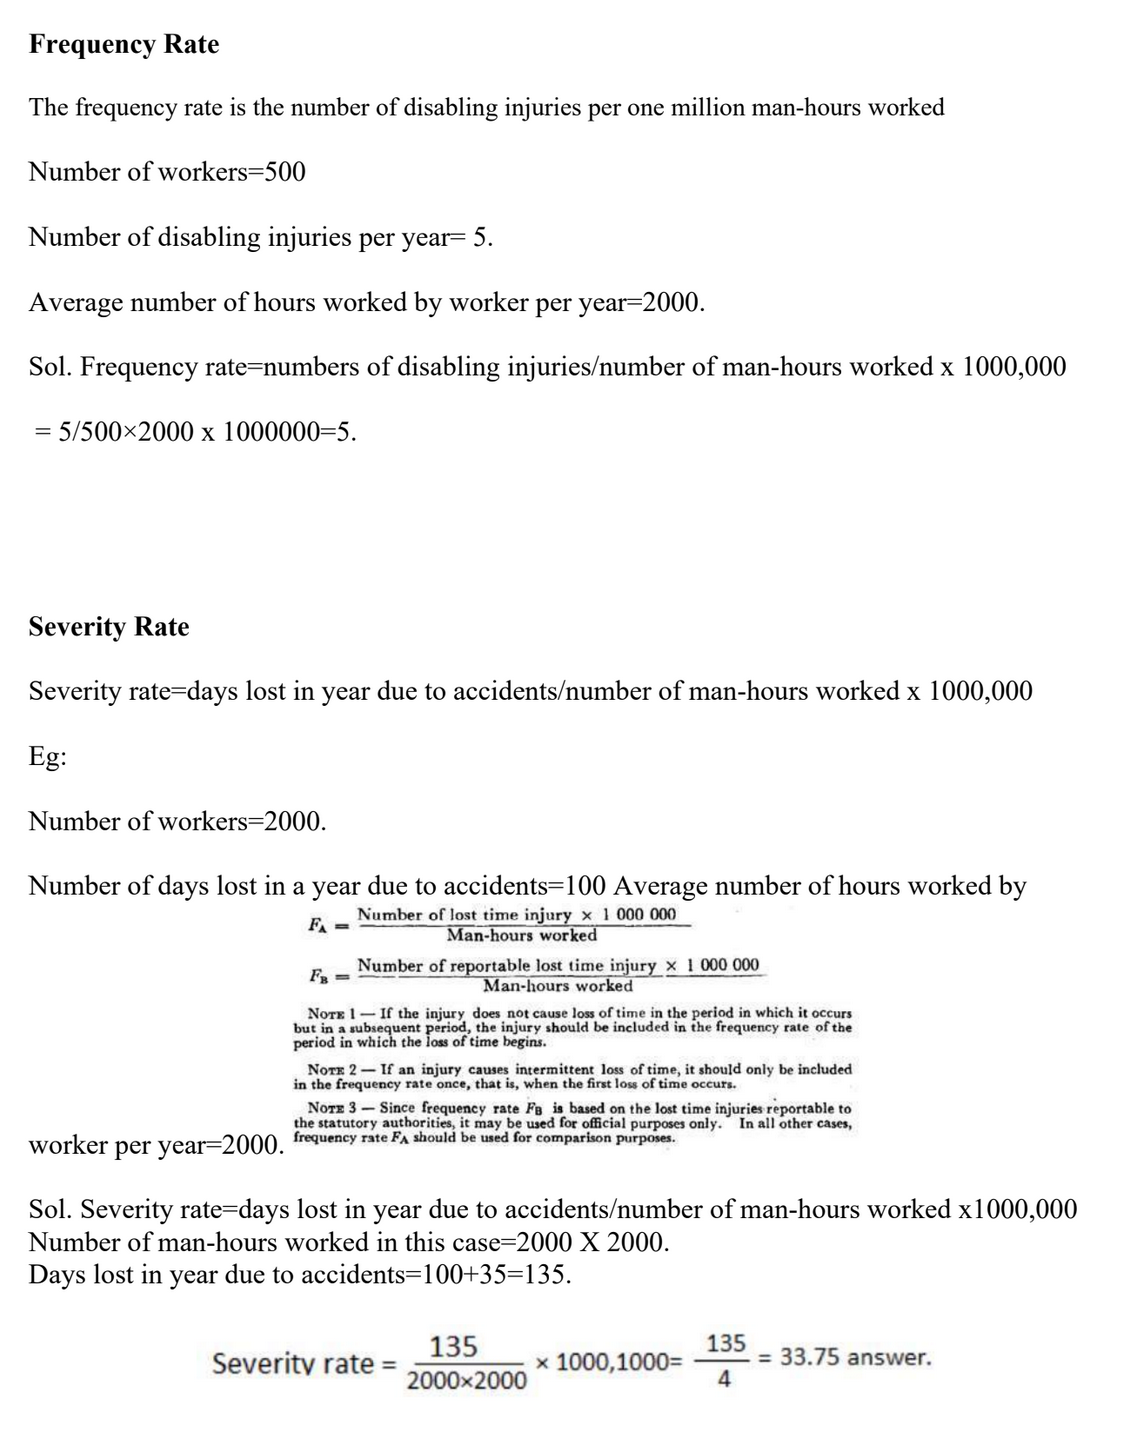 Frequency Rate
The frequency rate is the number of disabling injuries per one million man-hours worked
Number of workers=500
Number of disabling injuries per year= 5.
Average number of hours worked by worker per year=2000.
Sol. Frequency rate=numbers of disabling injuries/number of man-hours worked x 1000,000
= 5/500×2000 x 1000000=5.
Severity Rate
Severity rate=days lost in year due to accidents/number of man-hours worked x 1000,000
Eg:
Number of workers=2000.
Number of days lost in a year due to accidents=100 Average number of hours worked by
F_A = Number of lost time injury × 1 000 000 / Man-hours worked
F_B = Number of reportable lost time injury × 1 000 000 / Man-hours worked
NOTE 1 — If the injury does not cause loss of time in the period in which it occurs
but in a subsequent period, the injury should be included in the frequency rate of the
period in which the loss of time begins.
NOTE 2 — If an injury causes intermittent loss of time, it should only be included
in the frequency rate once, that is, when the first loss of time occurs.
NOTE 3 — Since frequency rate F_B is based on the lost time injuries reportable to
the statutory authorities, it may be used for official purposes only. In all other cases,
frequency rate F_A should be used for comparison purposes.
worker per year=2000.
Sol. Severity rate=days lost in year due to accidents/number of man-hours worked x1000,000
Number of man-hours worked in this case=2000 X 2000.
Days lost in year due to accidents=100+35=135.
Severity rate = 135 / 2000×2000 × 1000,1000= 135 / 4 = 33.75 answer.